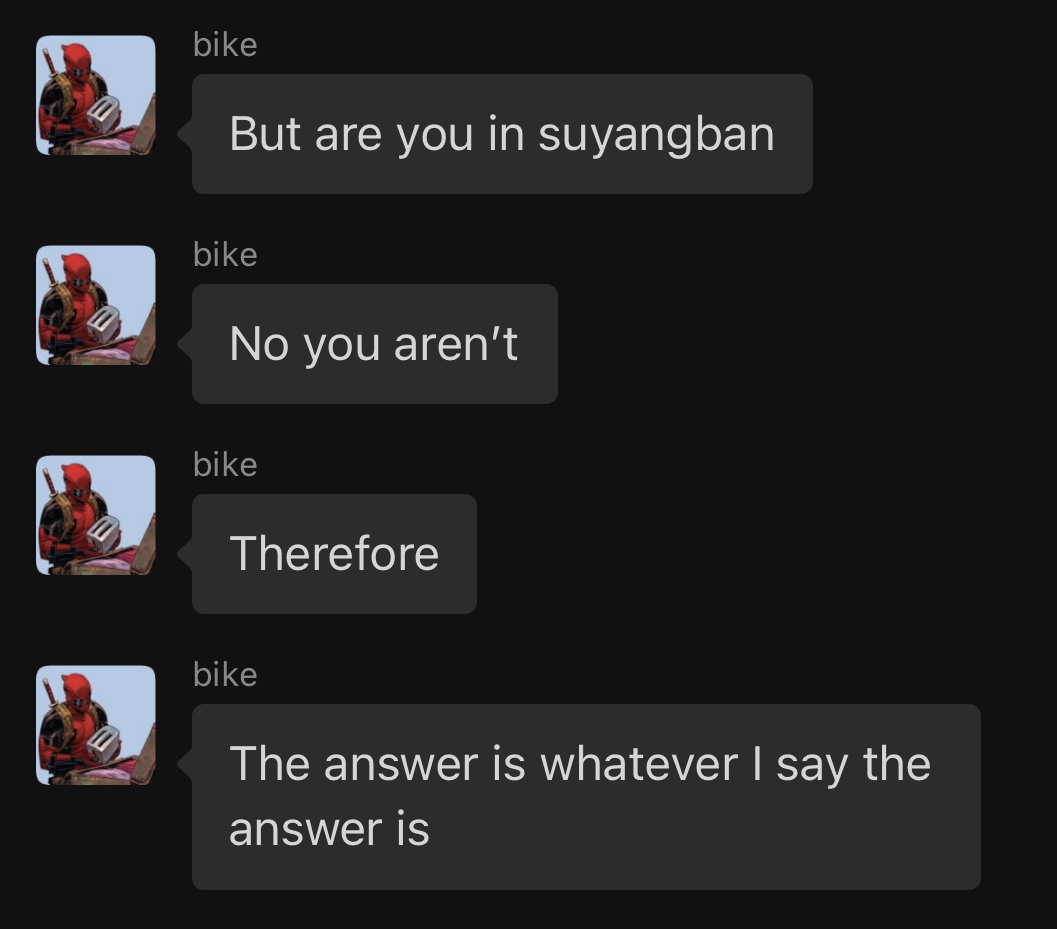 bike
But are you in suyangban
bike
No you aren’t
bike
Therefore
bike
The answer is whatever I say the
answer is